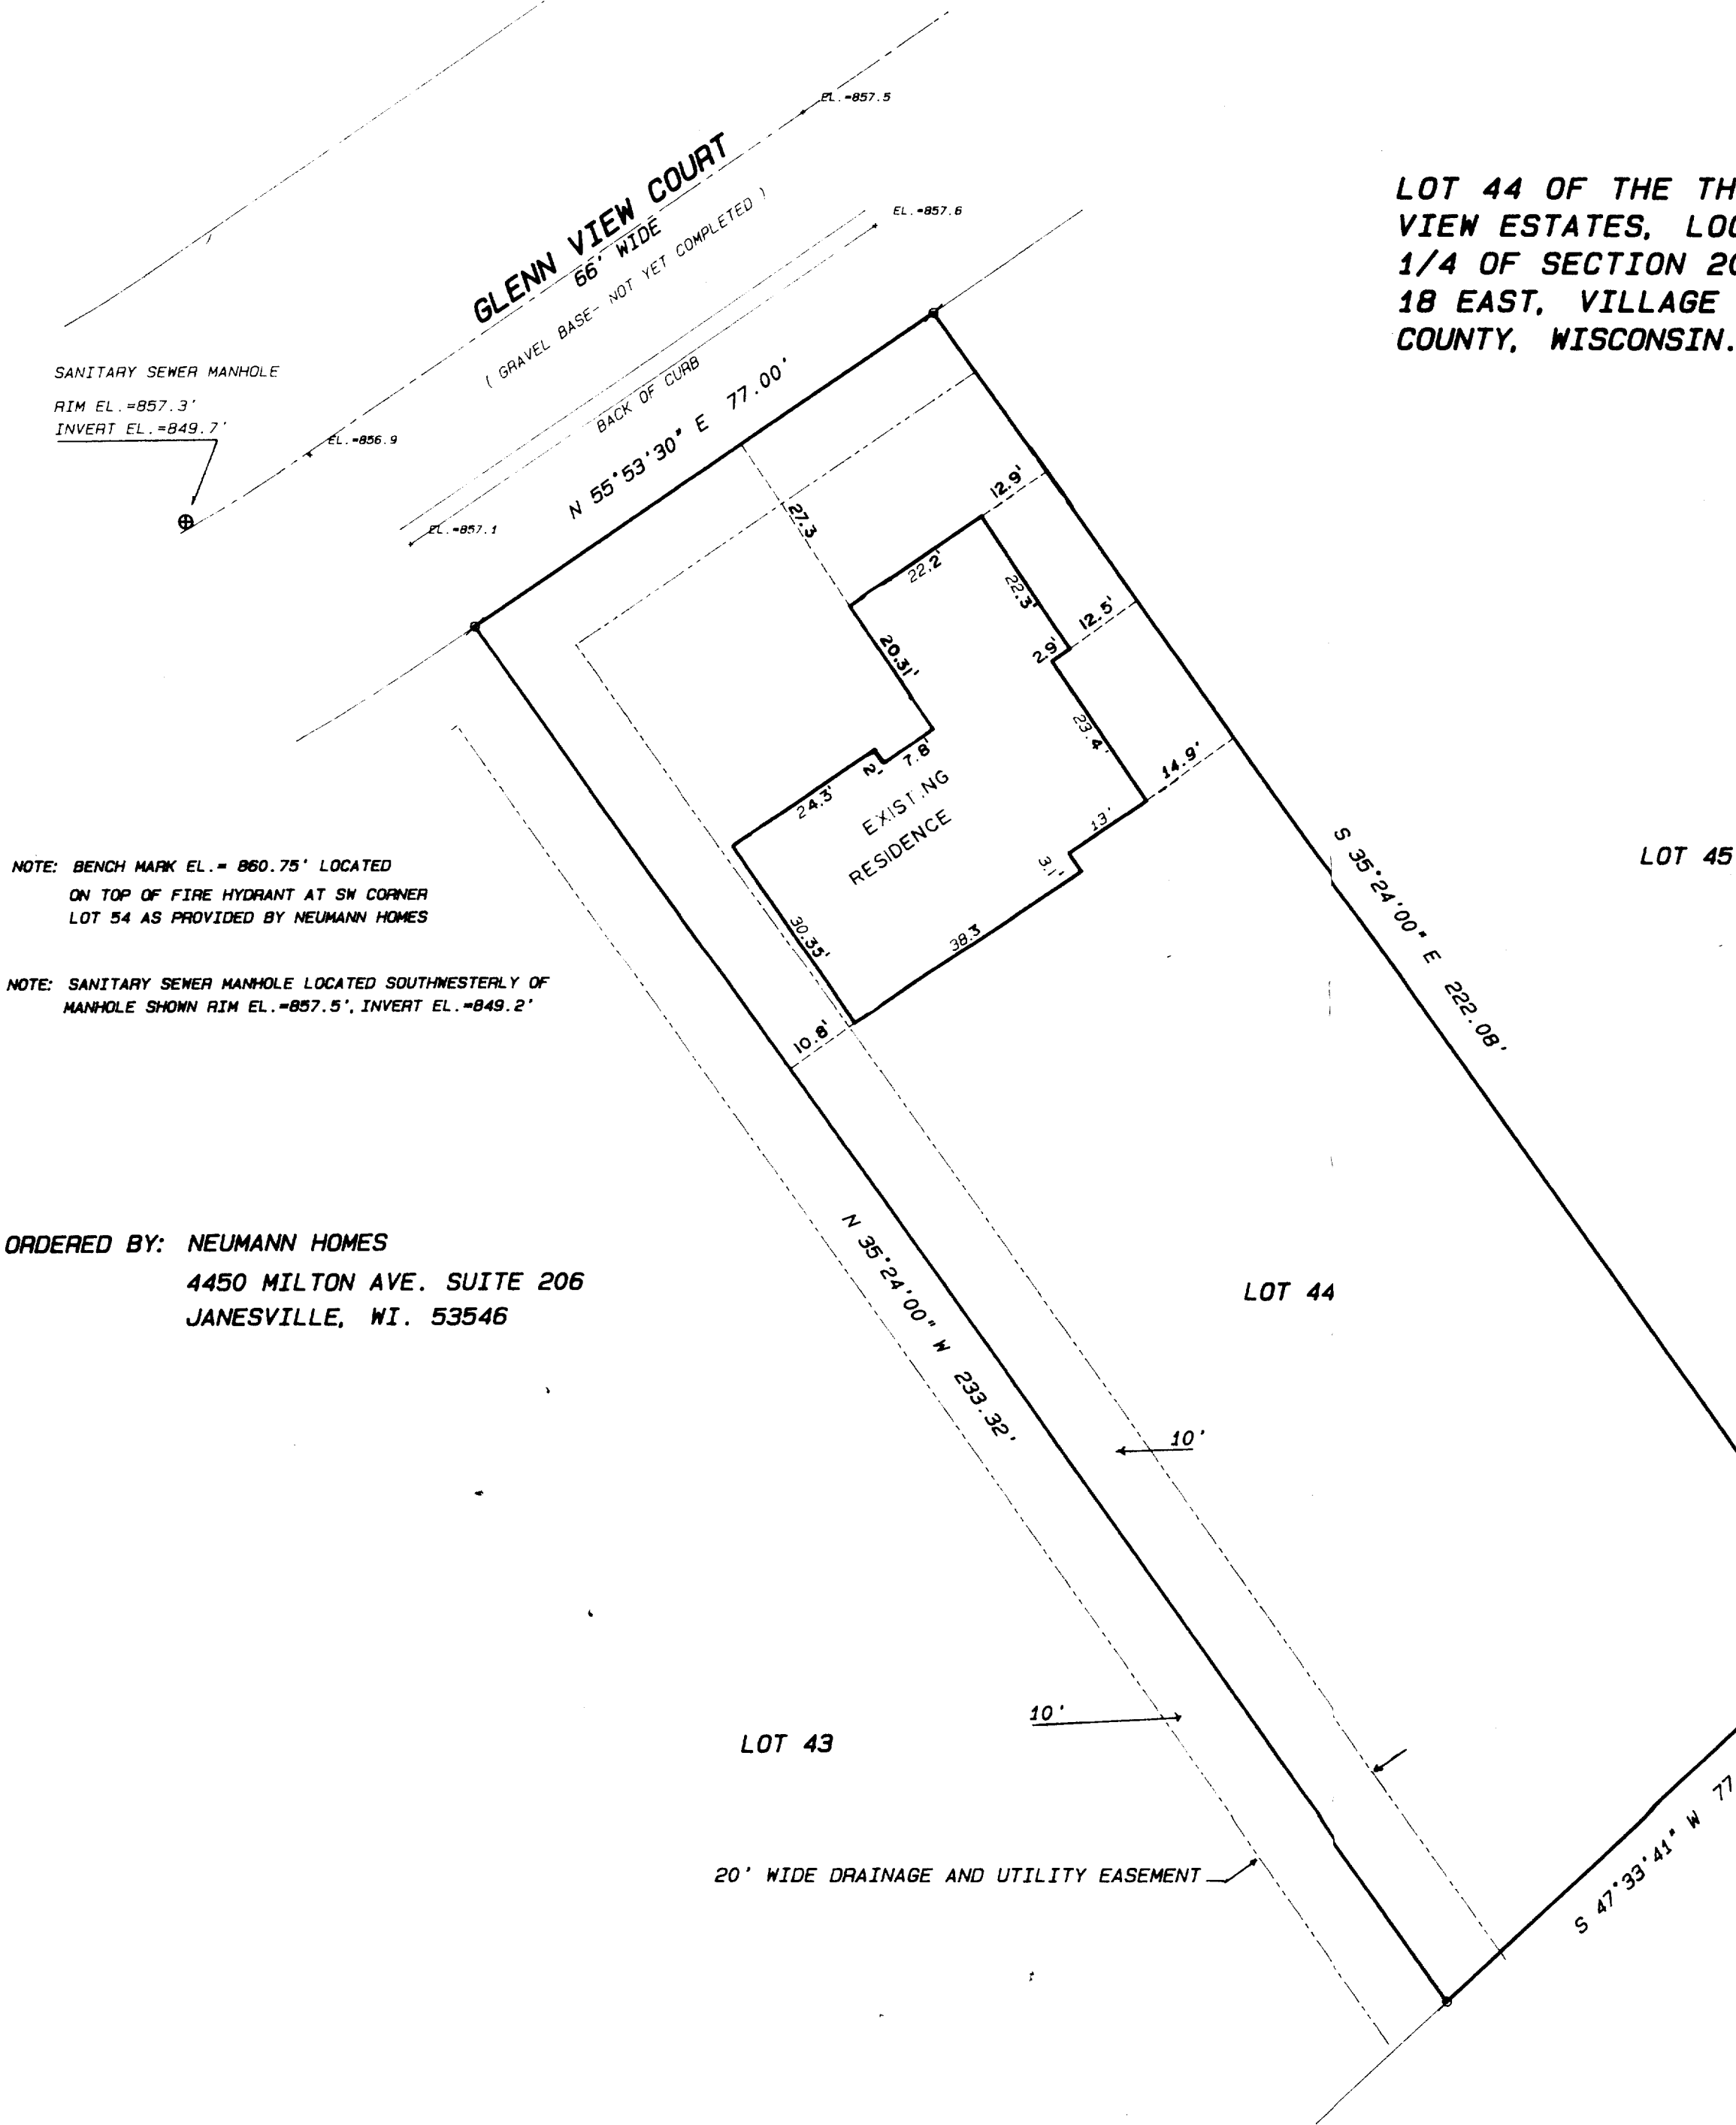 EL.=857.5
GLENN VIEW COURT
66' WIDE
( GRAVEL BASE- NOT YET COMPLETED )
EL.=857.6
LOT 44 OF THE TH
VIEW ESTATES, LOC
1/4 OF SECTION 20
18 EAST, VILLAGE
COUNTY, WISCONSIN.
SANITARY SEWER MANHOLE
RIM EL.=857.3'
INVERT EL.=849.7'
EL.=856.9
BACK OF CURB
N 55°53'30" E 77.00'
EL.=857.1
27.3
12.9'
22.2'
22.3'
12.5'
2.9'
20.31'
23.4'
14.9'
7.8'
2'
24.3'
EXISTING
RESIDENCE
13'
3.1'
30.35'
38.3
10.8'
S 35°24'00" E 222.08'
LOT 45
NOTE: BENCH MARK EL.= 860.75' LOCATED
ON TOP OF FIRE HYDRANT AT SW CORNER
LOT 54 AS PROVIDED BY NEUMANN HOMES
NOTE: SANITARY SEWER MANHOLE LOCATED SOUTHWESTERLY OF
MANHOLE SHOWN RIM EL.=857.5', INVERT EL.=849.2'
ORDERED BY: NEUMANN HOMES
4450 MILTON AVE. SUITE 206
JANESVILLE, WI. 53546
N 35°24'00" W 233.32'
LOT 44
10'
10'
LOT 43
20' WIDE DRAINAGE AND UTILITY EASEMENT
S 47°33'41" W 77